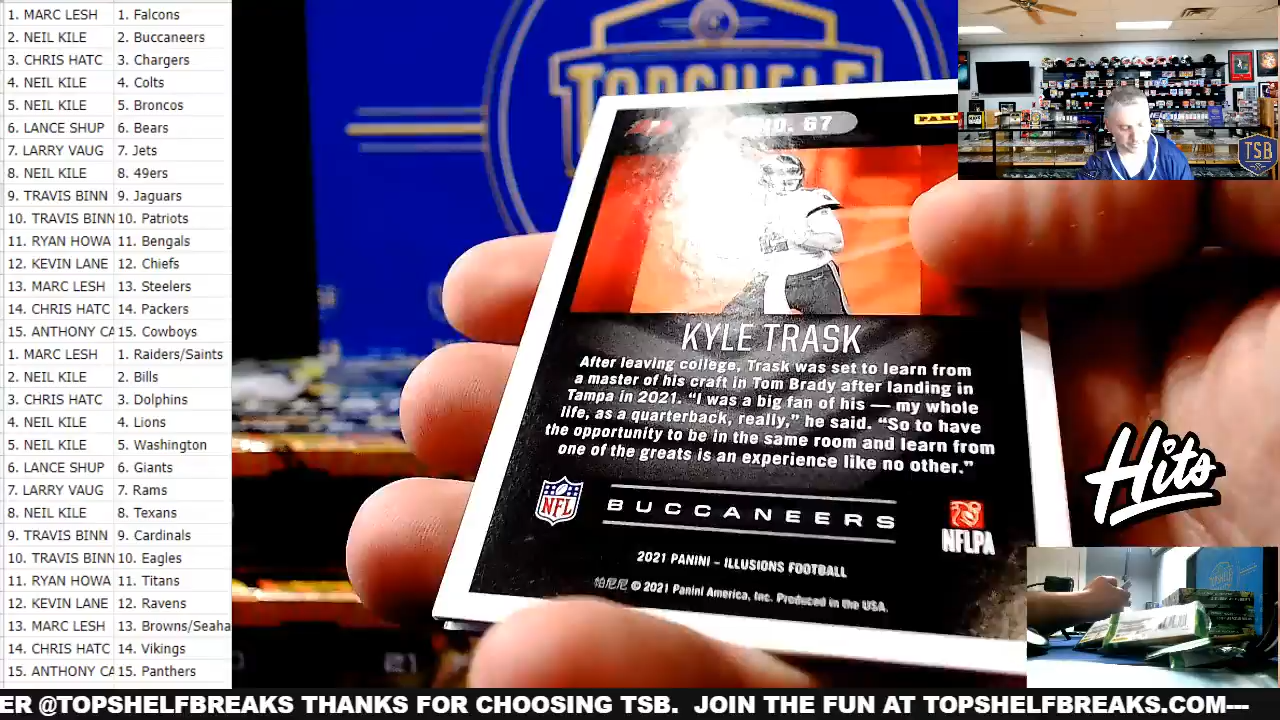 1. MARC LESH 1. Falcons
2. NEIL KILE 2. Buccaneers
3. CHRIS HATC 3. Chargers
4. NEIL KILE 4. Colts
5. NEIL KILE 5. Broncos
6. LANCE SHUP 6. Bears
7. LARRY VAUG 7. Jets
8. NEIL KILE 8. 49ers
9. TRAVIS BINN 9. Jaguars
10. TRAVIS BINN 10. Patriots
11. RYAN HOWA 11. Bengals
12. KEVIN LANE 12. Chiefs
13. MARC LESH 13. Steelers
14. CHRIS HATC 14. Packers
15. ANTHONY CA 15. Cowboys
1. MARC LESH 1. Raiders/Saints
2. NEIL KILE 2. Bills
3. CHRIS HATC 3. Dolphins
4. NEIL KILE 4. Lions
5. NEIL KILE 5. Washington
6. LANCE SHUP 6. Giants
7. LARRY VAUG 7. Rams
8. NEIL KILE 8. Texans
9. TRAVIS BINN 9. Cardinals
10. TRAVIS BINN 10. Eagles
11. RYAN HOWA 11. Titans
12. KEVIN LANE 12. Ravens
13. MARC LESH 13. Browns/Seaha
14. CHRIS HATC 14. Vikings
15. ANTHONY CA 15. Panthers
TOPSHELF
NO. 67
PANI
KYLE TRASK
After leaving college, Trask was set to learn from
a master of his craft in Tom Brady after landing in
Tampa in 2021. “I was a big fan of his — my whole
life, as a quarterback, really,” he said. “So to have
the opportunity to be in the same room and learn from
one of the greats is an experience like no other.”
NFL
BUCCANEERS
NFLPA
2021 PANINI – ILLUSIONS FOOTBALL
帕尼尼 © 2021 Panini America, Inc. Produced in the USA.
TSB
Hits
ER @TOPSHELFBREAKS THANKS FOR CHOOSING TSB. JOIN THE FUN AT TOPSHELFBREAKS.COM---